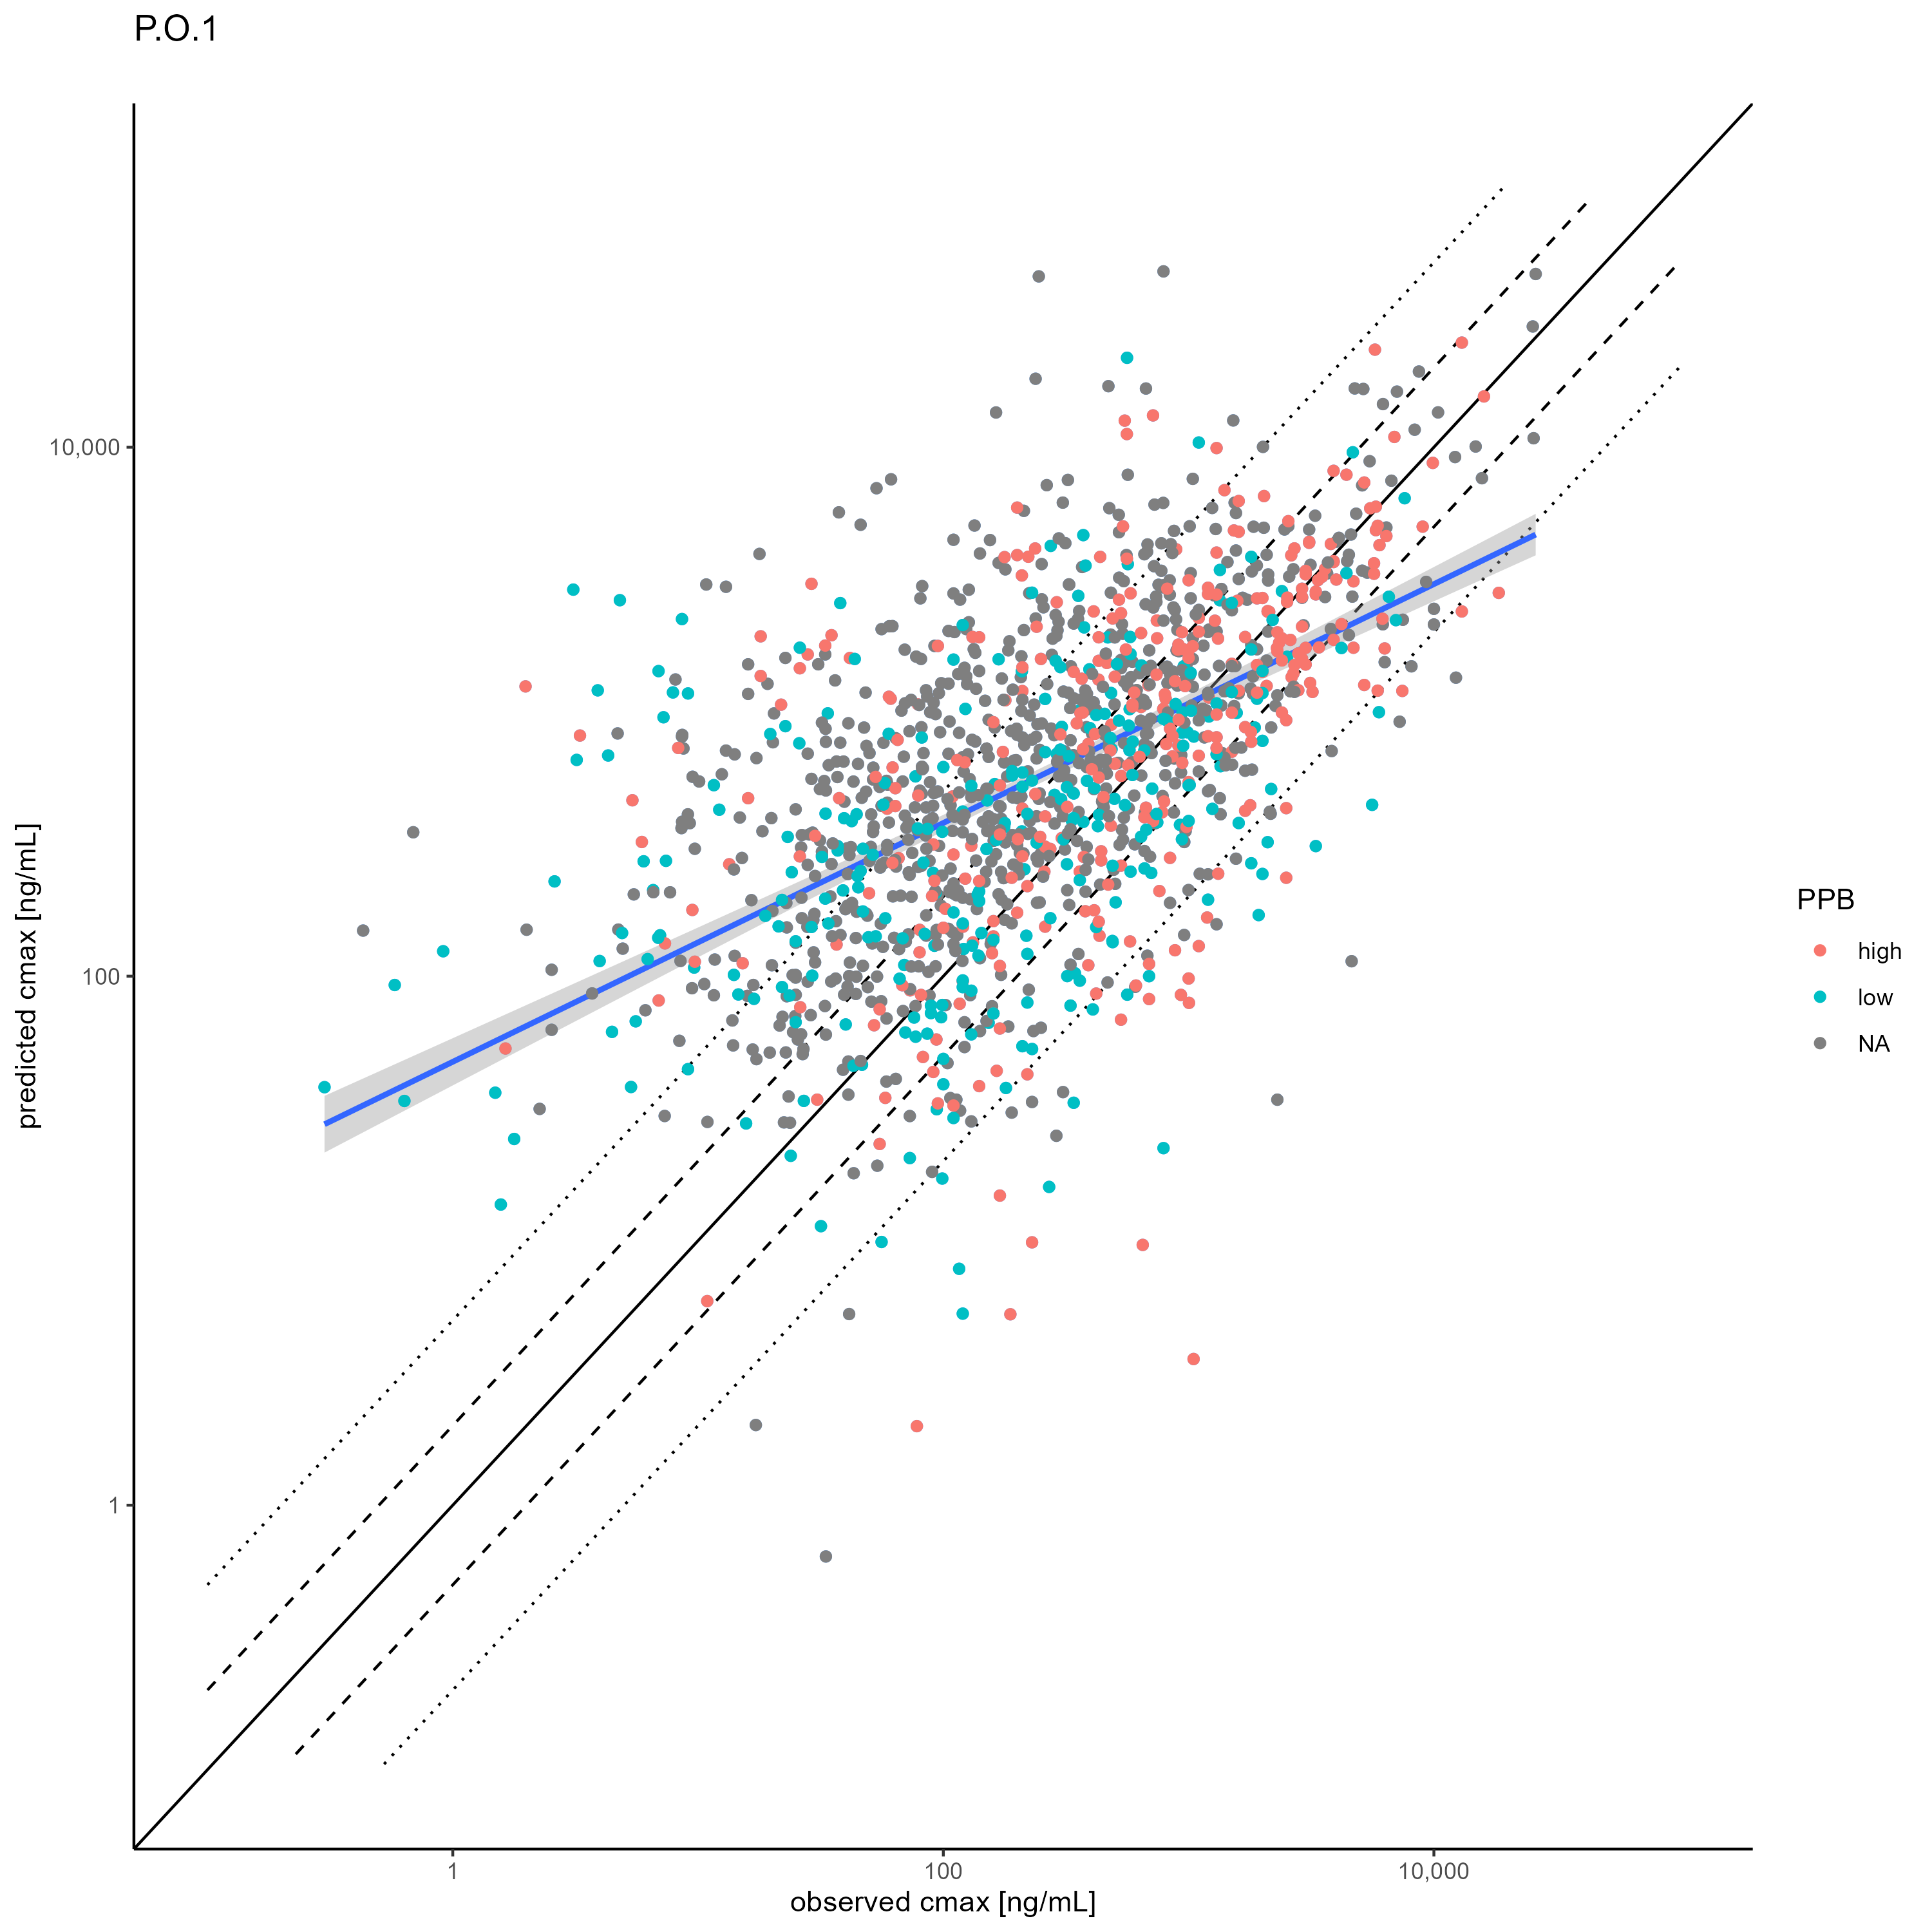 P.O.1
predicted cmax [ng/mL]
10,000
100
1
1
100
10,000
observed cmax [ng/mL]
PPB
high
low
NA